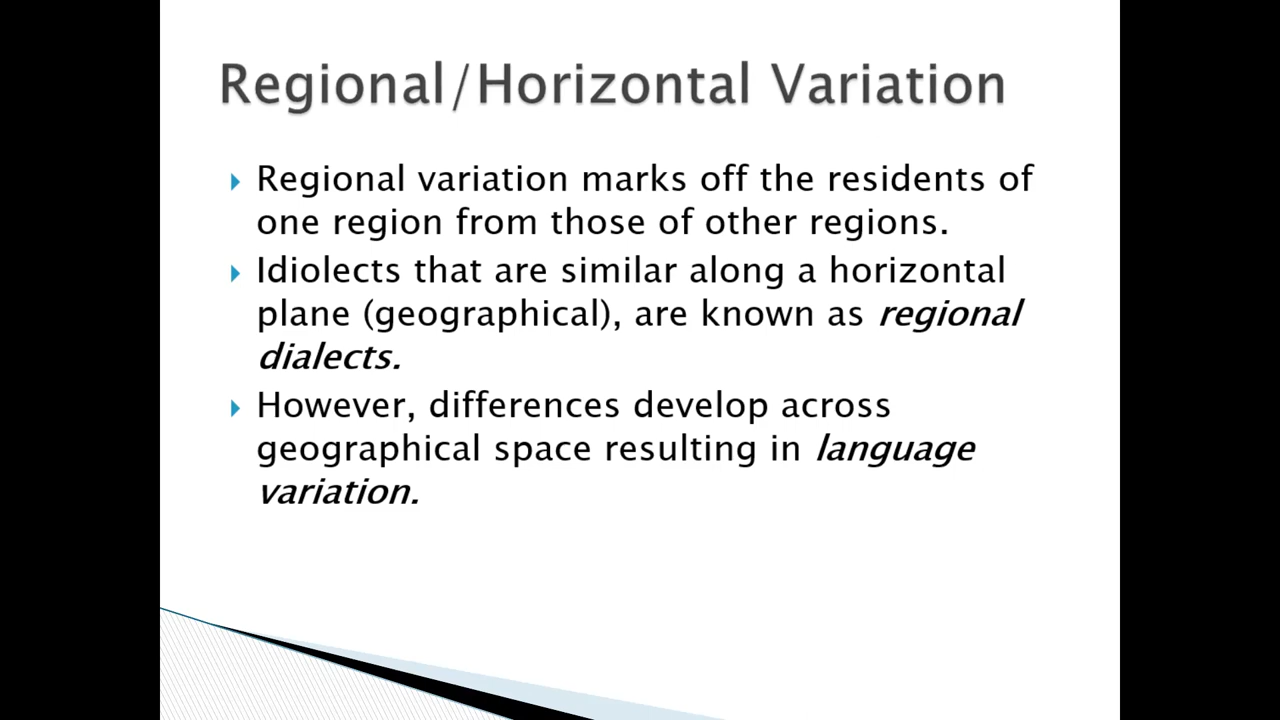 Regional/Horizontal Variation
Regional variation marks off the residents of
one region from those of other regions.
Idiolects that are similar along a horizontal
plane (geographical), are known as regional
dialects.
However, differences develop across
geographical space resulting in language
variation.